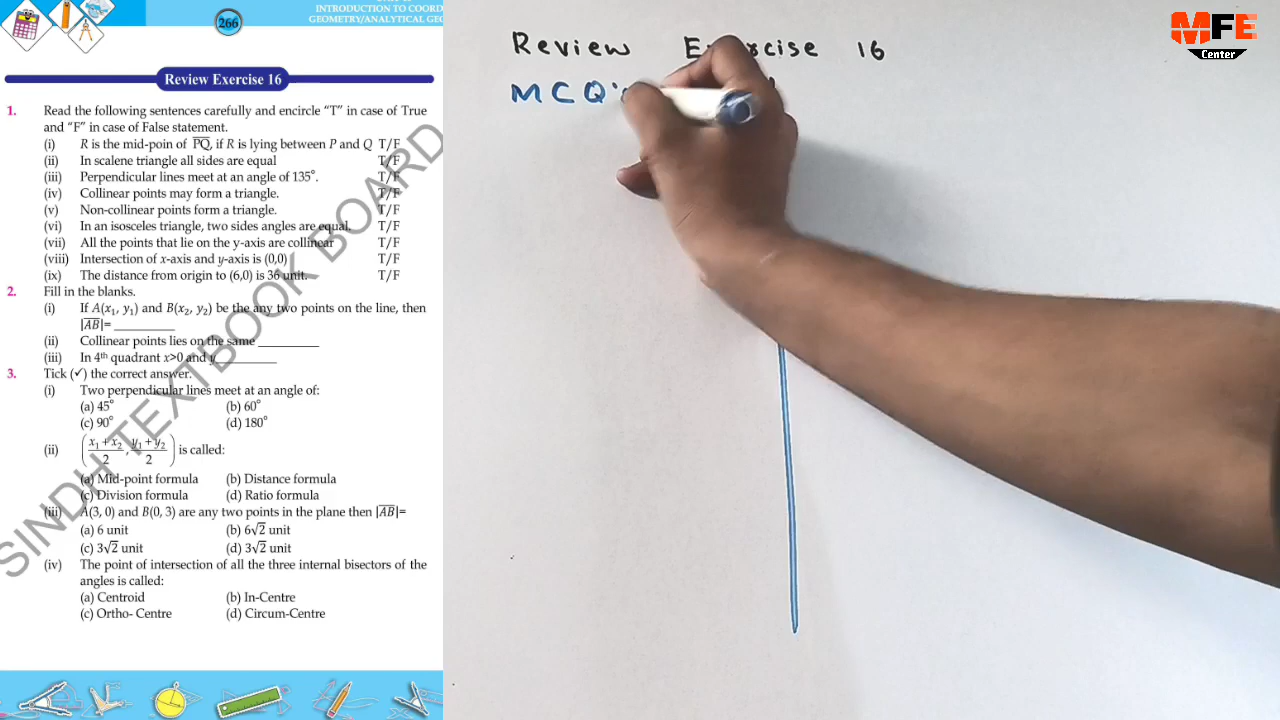 INTRODUCTION TO COORD
GEOMETRY/ANALYTICAL GEO
266
Review Exercise 16
1. Read the following sentences carefully and encircle “T” in case of True
and “F” in case of False statement.
(i) R is the mid-poin of P̅Q̅, if R is lying between P and Q T/F
(ii) In scalene triangle all sides are equal T/F
(iii) Perpendicular lines meet at an angle of 135°. T/F
(iv) Collinear points may form a triangle. T/F
(v) Non-collinear points form a triangle. T/F
(vi) In an isosceles triangle, two sides angles are equal. T/F
(vii) All the points that lie on the y-axis are collinear T/F
(viii) Intersection of x-axis and y-axis is (0,0) T/F
(ix) The distance from origin to (6,0) is 36 unit. T/F
2. Fill in the blanks.
(i) If A(x₁, y₁) and B(x₂, y₂) be the any two points on the line, then
|A̅B̅|= __________
(ii) Collinear points lies on the same __________
(iii) In 4th quadrant x>0 and y__________
3. Tick (✓) the correct answer.
(i) Two perpendicular lines meet at an angle of:
(a) 45° (b) 60°
(c) 90° (d) 180°
(ii) ((x₁ + x₂)/2, (y₁ + y₂)/2) is called:
(a) Mid-point formula (b) Distance formula
(c) Division formula (d) Ratio formula
(iii) A(3, 0) and B(0, 3) are any two points in the plane then |A̅B̅|=
(a) 6 unit (b) 6√2 unit
(c) 3√2 unit (d) 3√2 unit
(iv) The point of intersection of all the three internal bisectors of the
angles is called:
(a) Centroid (b) In-Centre
(c) Ortho- Centre (d) Circum-Centre
SINDH TEXTBOOK BOARD
Review Exercise 16
MCQ's
MFE
Center